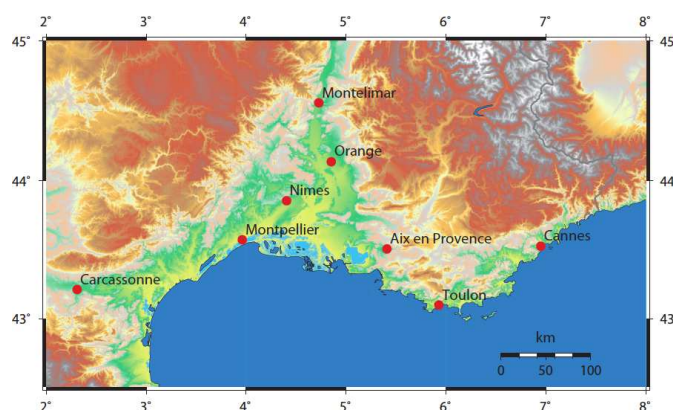 2° 3° 4° 5° 6° 7° 8°
45° 45°
Montelimar
Orange
44° 44°
Nimes
Montpellier
Aix en Provence
Cannes
Carcassonne
Toulon
43° 43°
km
0 50 100
2° 3° 4° 5° 6° 7° 8°